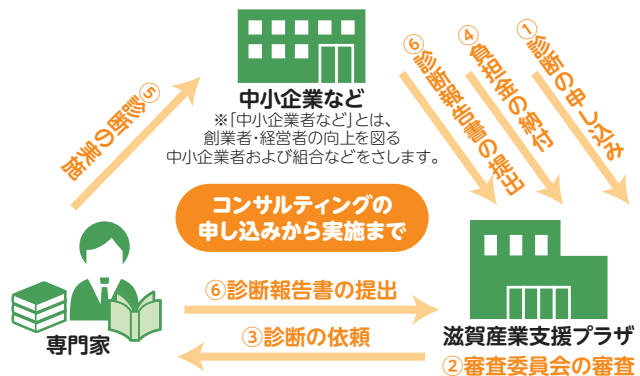 中小企業など
※「中小企業者など」とは、
創業者・経営者の向上を図る
中小企業者および組合などをさします。
①診断の申し込み
④負担金の納付
⑥診断報告書の提出
⑤診断の実施
コンサルティングの
申し込みから実施まで
⑥診断報告書の提出
③診断の依頼
専門家
滋賀産業支援プラザ
②審査委員会の審査